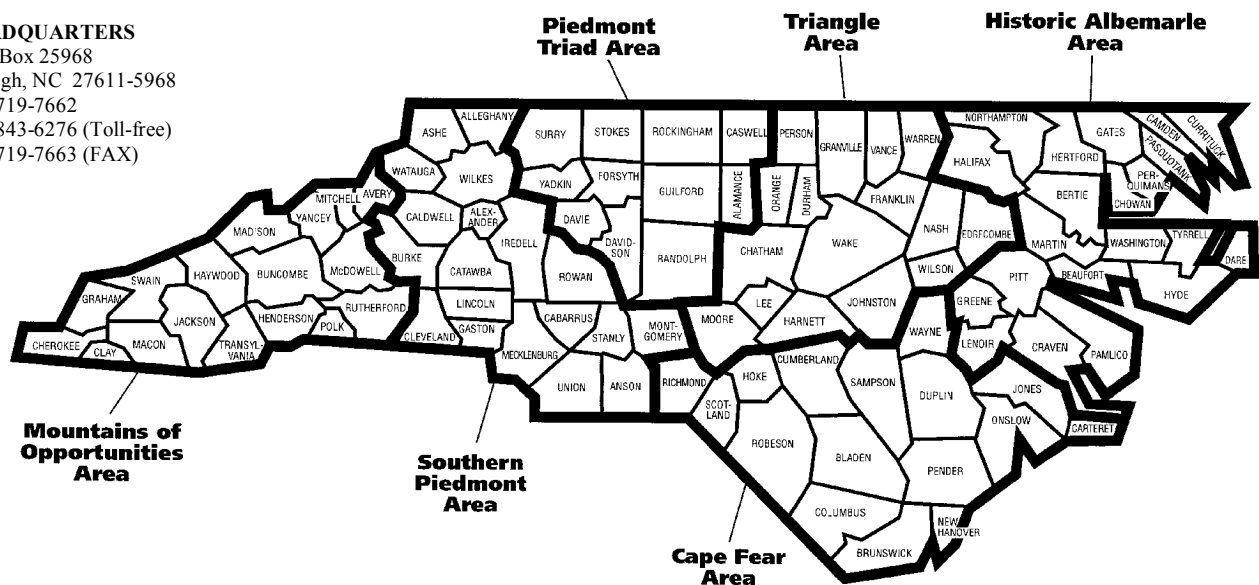 ADQUARTERS
Box 25968
gh, NC 27611-5968
719-7662
843-6276 (Toll-free)
719-7663 (FAX)
Piedmont
Triad Area
Triangle
Area
Historic Albemarle
Area
ASHE
ALLEGHANY
SURRY
STOKES
ROCKINGHAM
CASWELL
PERSON
GRANVILLE
VANCE
WARREN
NORTHAMPTON
HALIFAX
HERTFORD
GATES
CAMDEN
CURRITUCK
PASQUOTANK
PER-
QUIMANS
CHOWAN
BERTIE
WATAUGA
WILKES
YADKIN
FORSYTH
GUILFORD
ALAMANCE
ORANGE
DURHAM
FRANKLIN
NASH
EDGECOMBE
MARTIN
WASHINGTON
TYRRELL
DARE
MITCHELL
AVERY
CALDWELL
ALEX-
ANDER
IREDELL
DAVIE
DAVID-
SON
RANDOLPH
CHATHAM
WAKE
WILSON
PITT
BEAUFORT
HYDE
YANCEY
MAD'SON
BURKE
McDOWELL
BUNCOMBE
HAYWOOD
SWAIN
GRAHAM
CATAWBA
ROWAN
LINCOLN
GASTON
CLEVELAND
RUTHERFORD
POLK
HENDERSON
TRANSYL-
VANIA
JACKSON
MACON
CLAY
CHEROKEE
MECKLENBURG
CABARRUS
STANLY
MONT-
GOMERY
MOORE
LEE
HARNETT
JOHNSTON
WAYNE
GREENE
LENOIR
CRAVEN
PAMLICO
UNION
ANSON
RICHMOND
SCOT-
LAND
HOKE
CUMBERLAND
SAMPSON
DUPLIN
JONES
ONSLOW
CARTERET
ROBESON
BLADEN
PENDER
COLUMBUS
NEW
HANOVER
BRUNSWICK
Mountains of
Opportunities
Area
Southern
Piedmont
Area
Cape Fear
Area